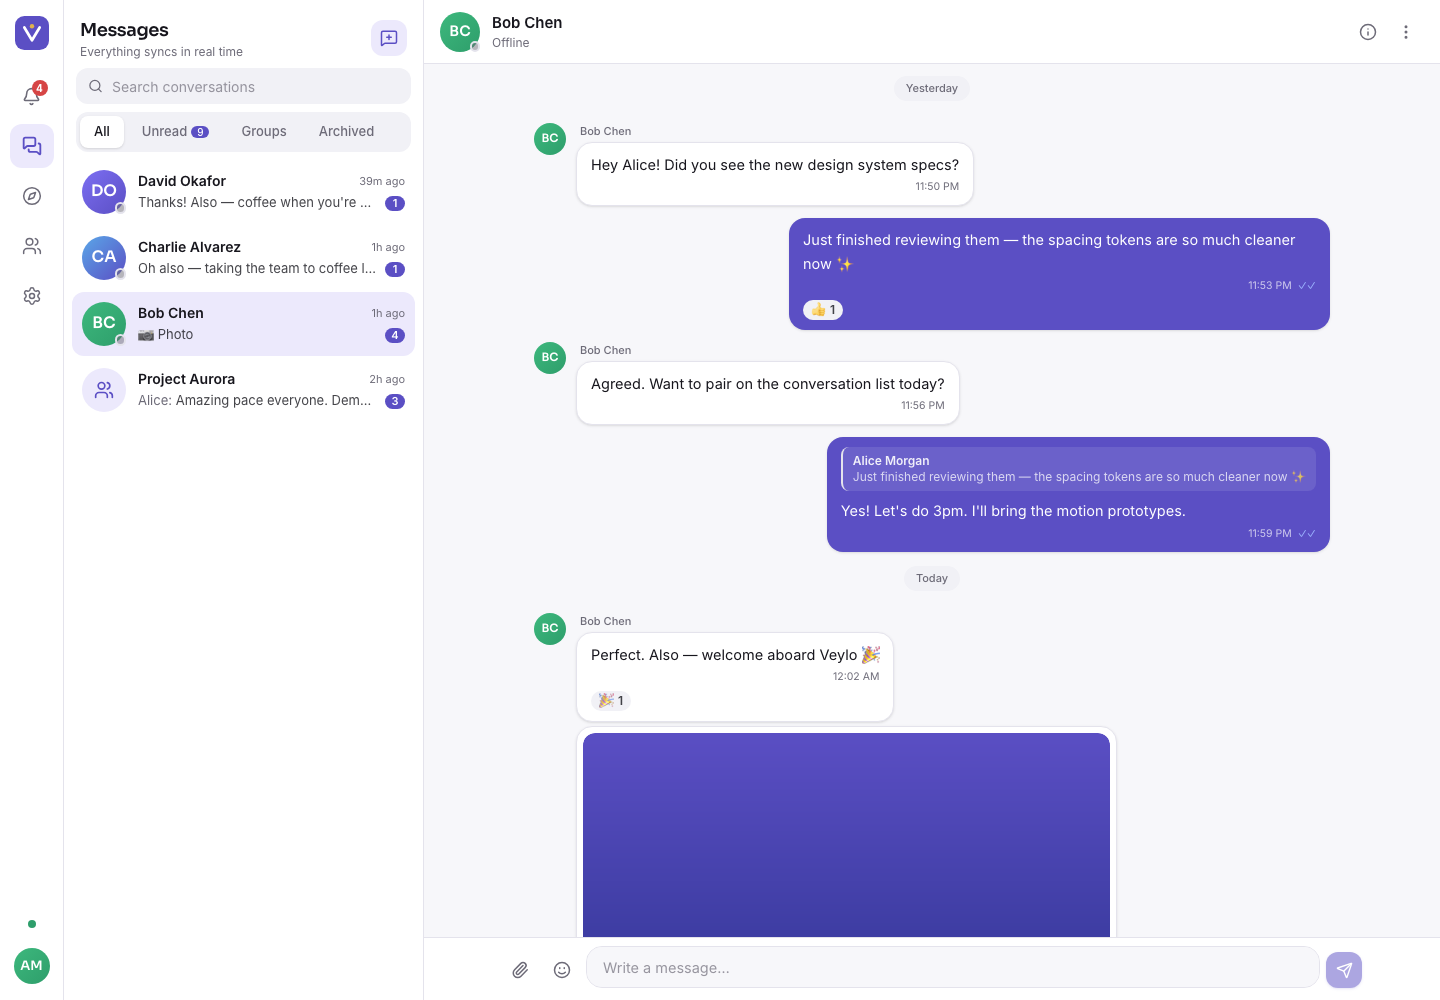 Messages
Everything syncs in real time
4
Search conversations
All
Unread 9
Groups
Archived
DO
David Okafor
39m ago
Thanks! Also — coffee when you're ...
1
CA
Charlie Alvarez
1h ago
Oh also — taking the team to coffee l...
1
BC
Bob Chen
1h ago
📷 Photo
4
Project Aurora
2h ago
Alice: Amazing pace everyone. Dem...
3
AM
BC
Bob Chen
Offline
Yesterday
BC
Bob Chen
Hey Alice! Did you see the new design system specs?
11:50 PM
Just finished reviewing them — the spacing tokens are so much cleaner
now ✨
11:53 PM ✓✓
👍 1
BC
Bob Chen
Agreed. Want to pair on the conversation list today?
11:56 PM
Alice Morgan
Just finished reviewing them — the spacing tokens are so much cleaner now ✨
Yes! Let's do 3pm. I'll bring the motion prototypes.
11:59 PM ✓✓
Today
BC
Bob Chen
Perfect. Also — welcome aboard Veylo 🎉
12:02 AM
🎉 1
Write a message...